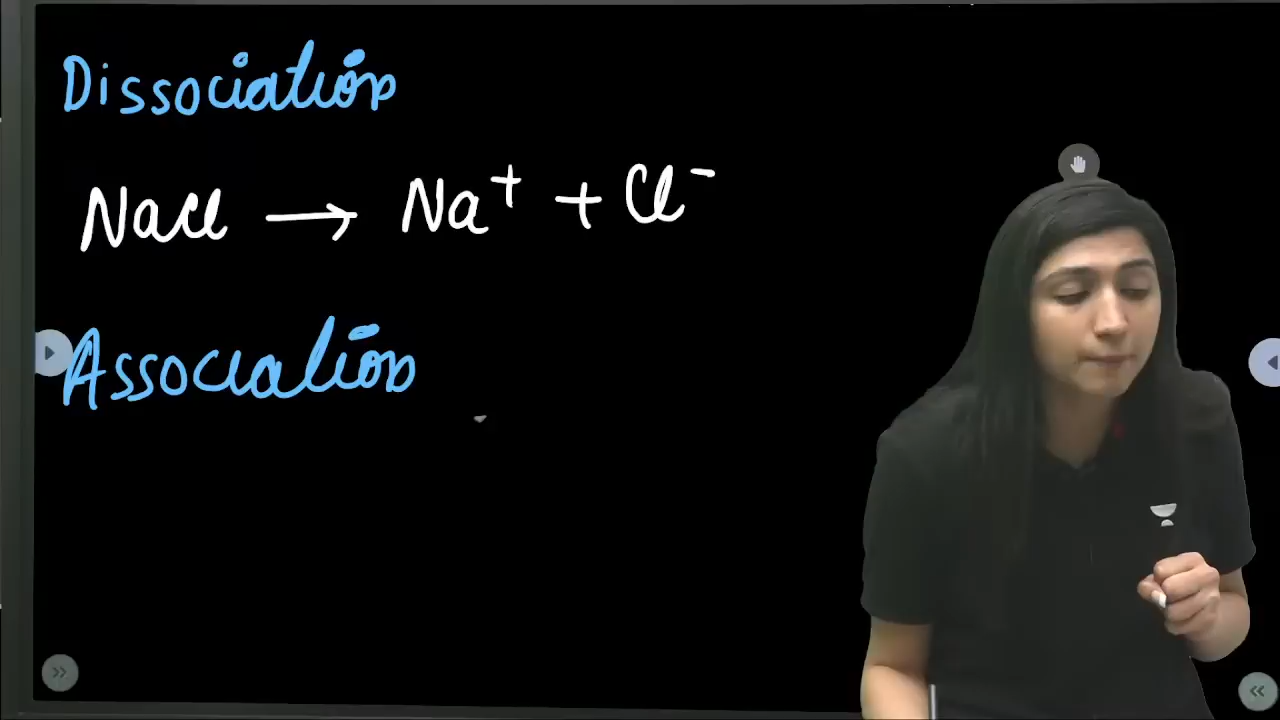 Dissociation
NaCl → Na⁺ + Cl⁻
Association